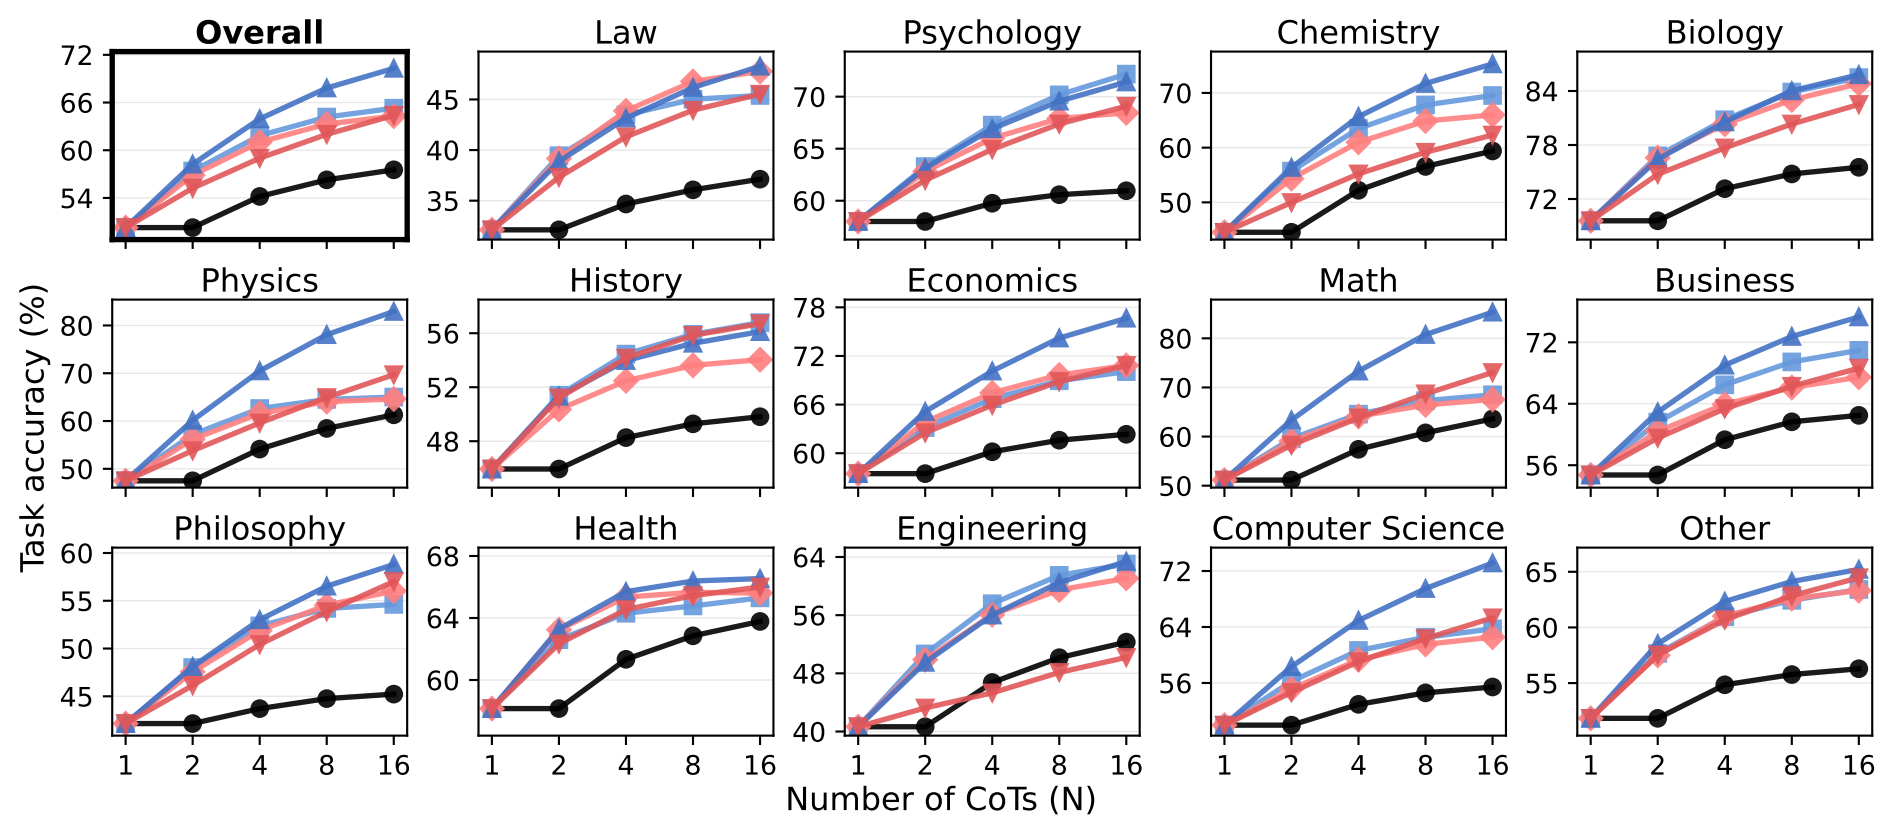 Overall
Law
Psychology
Chemistry
Biology
72
66
60
54
45
40
35
70
65
60
70
60
50
84
78
72
Physics
History
Economics
Math
Business
80
70
60
50
56
52
48
78
72
66
60
80
70
60
50
72
64
56
Philosophy
Health
Engineering
Computer Science
Other
60
55
50
45
68
64
60
64
56
48
40
72
64
56
65
60
55
1 2 4 8 16
1 2 4 8 16
1 2 4 8 16
1 2 4 8 16
1 2 4 8 16
Task accuracy (%)
Number of CoTs (N)